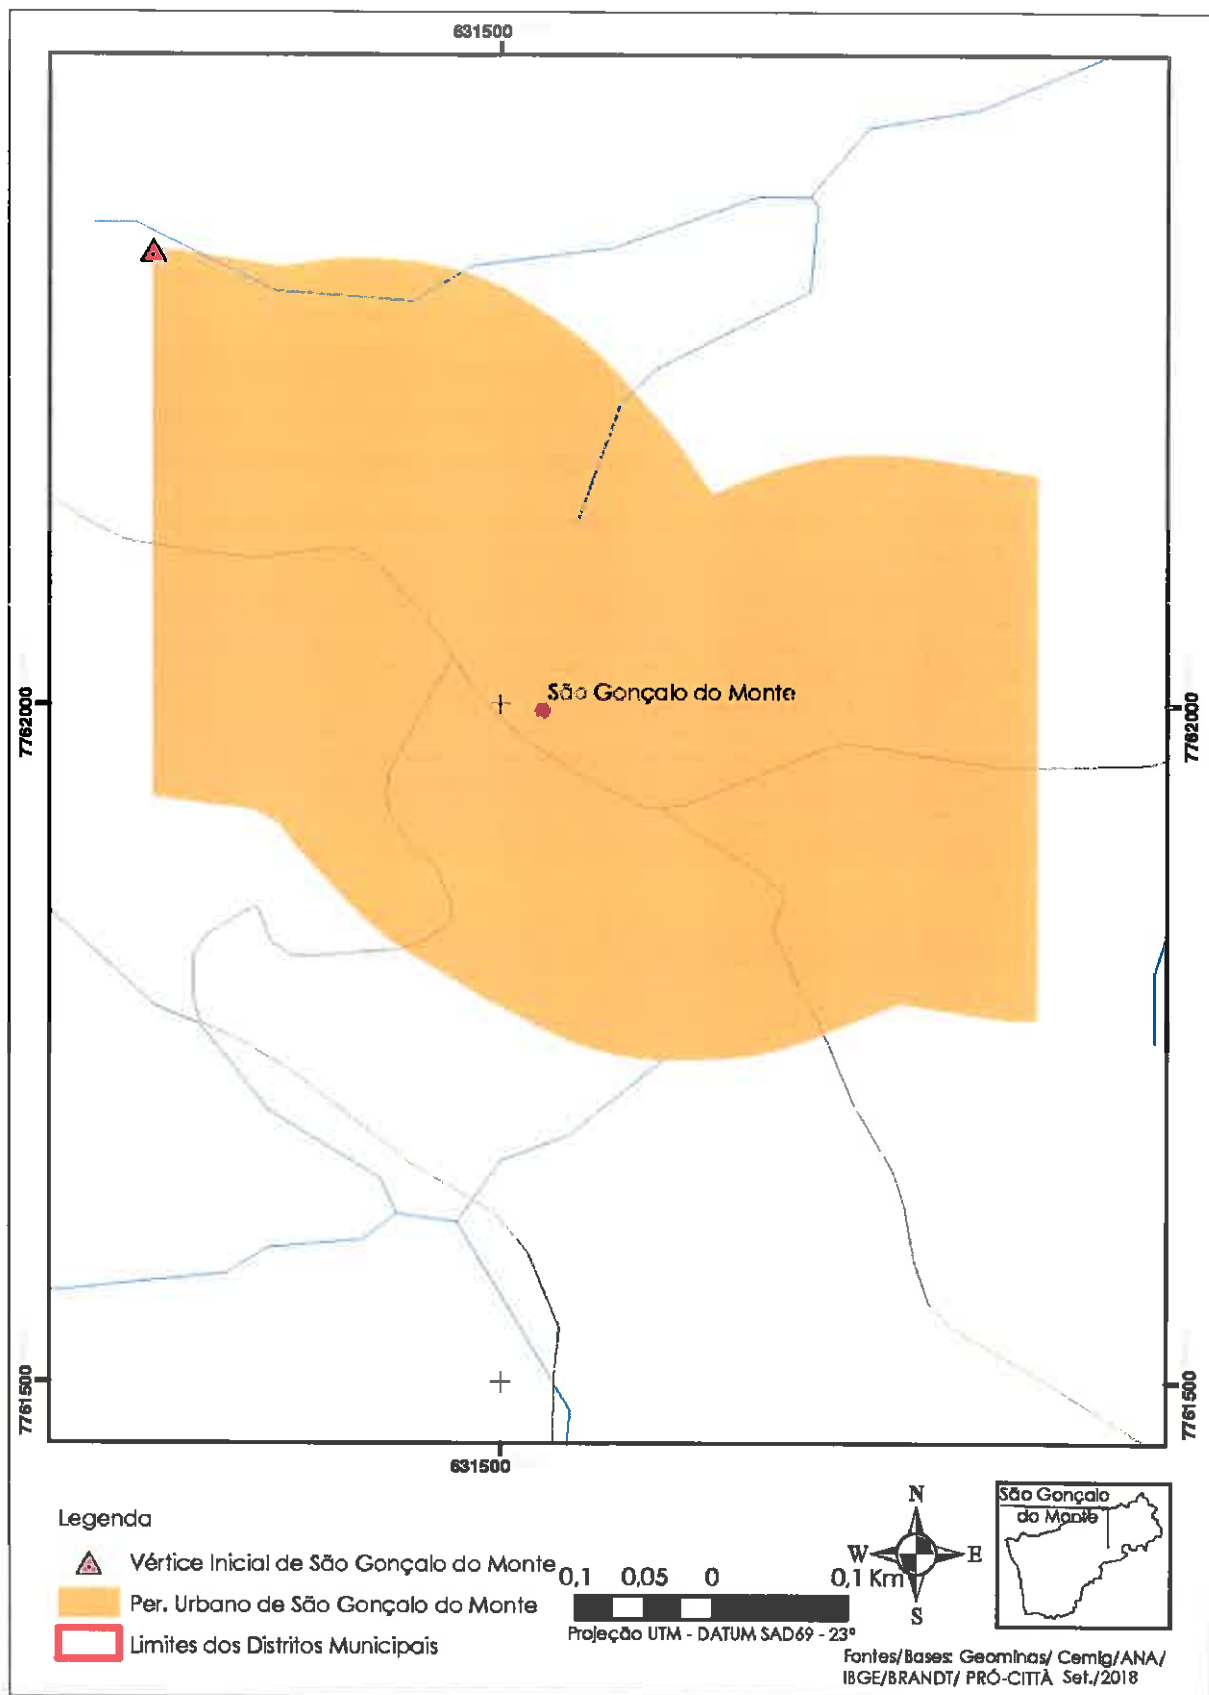 631500
7762000
São Gonçalo do Monte
7762000
7761500
7761500
631500
Legenda
Vértice Inicial de São Gonçalo do Monte
Per. Urbano de São Gonçalo do Monte
Limites dos Distritos Municipais
0,1 0,05 0 0,1 Km
Projeção UTM - DATUM SAD69 - 23º
N
W E
S
São Gonçalo
do Monte
Fontes/Bases: Geominas/ Cemig/ANA/
IBGE/BRANDT/ PRÓ-CITTÀ Set./2018